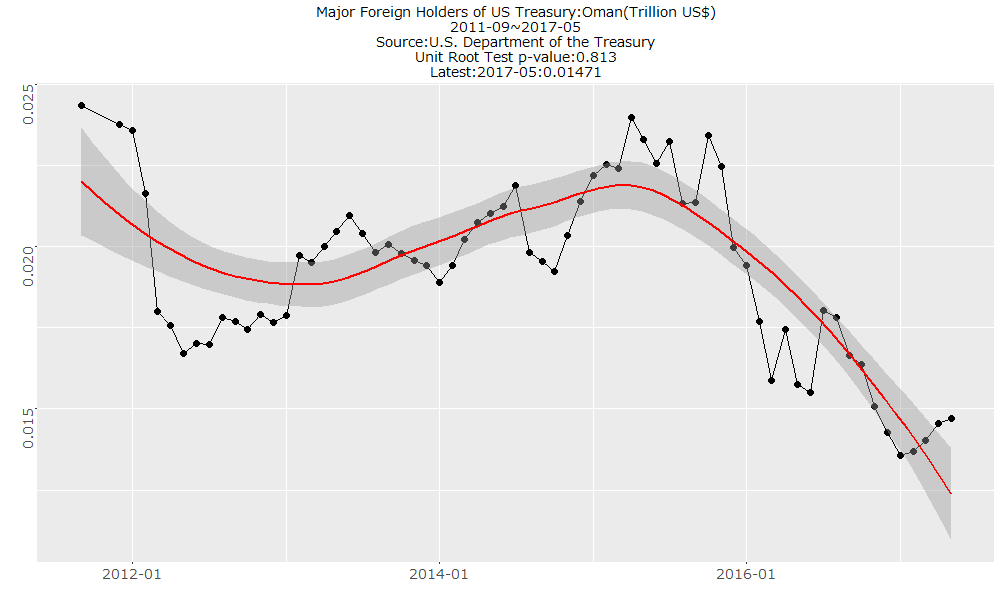 Major Foreign Holders of US Treasury:Oman(Trillion US$)
2011-09~2017-05
Source:U.S. Department of the Treasury
Unit Root Test p-value:0.813
Latest:2017-05:0.01471
0.025
0.020
0.015
2012-01
2014-01
2016-01